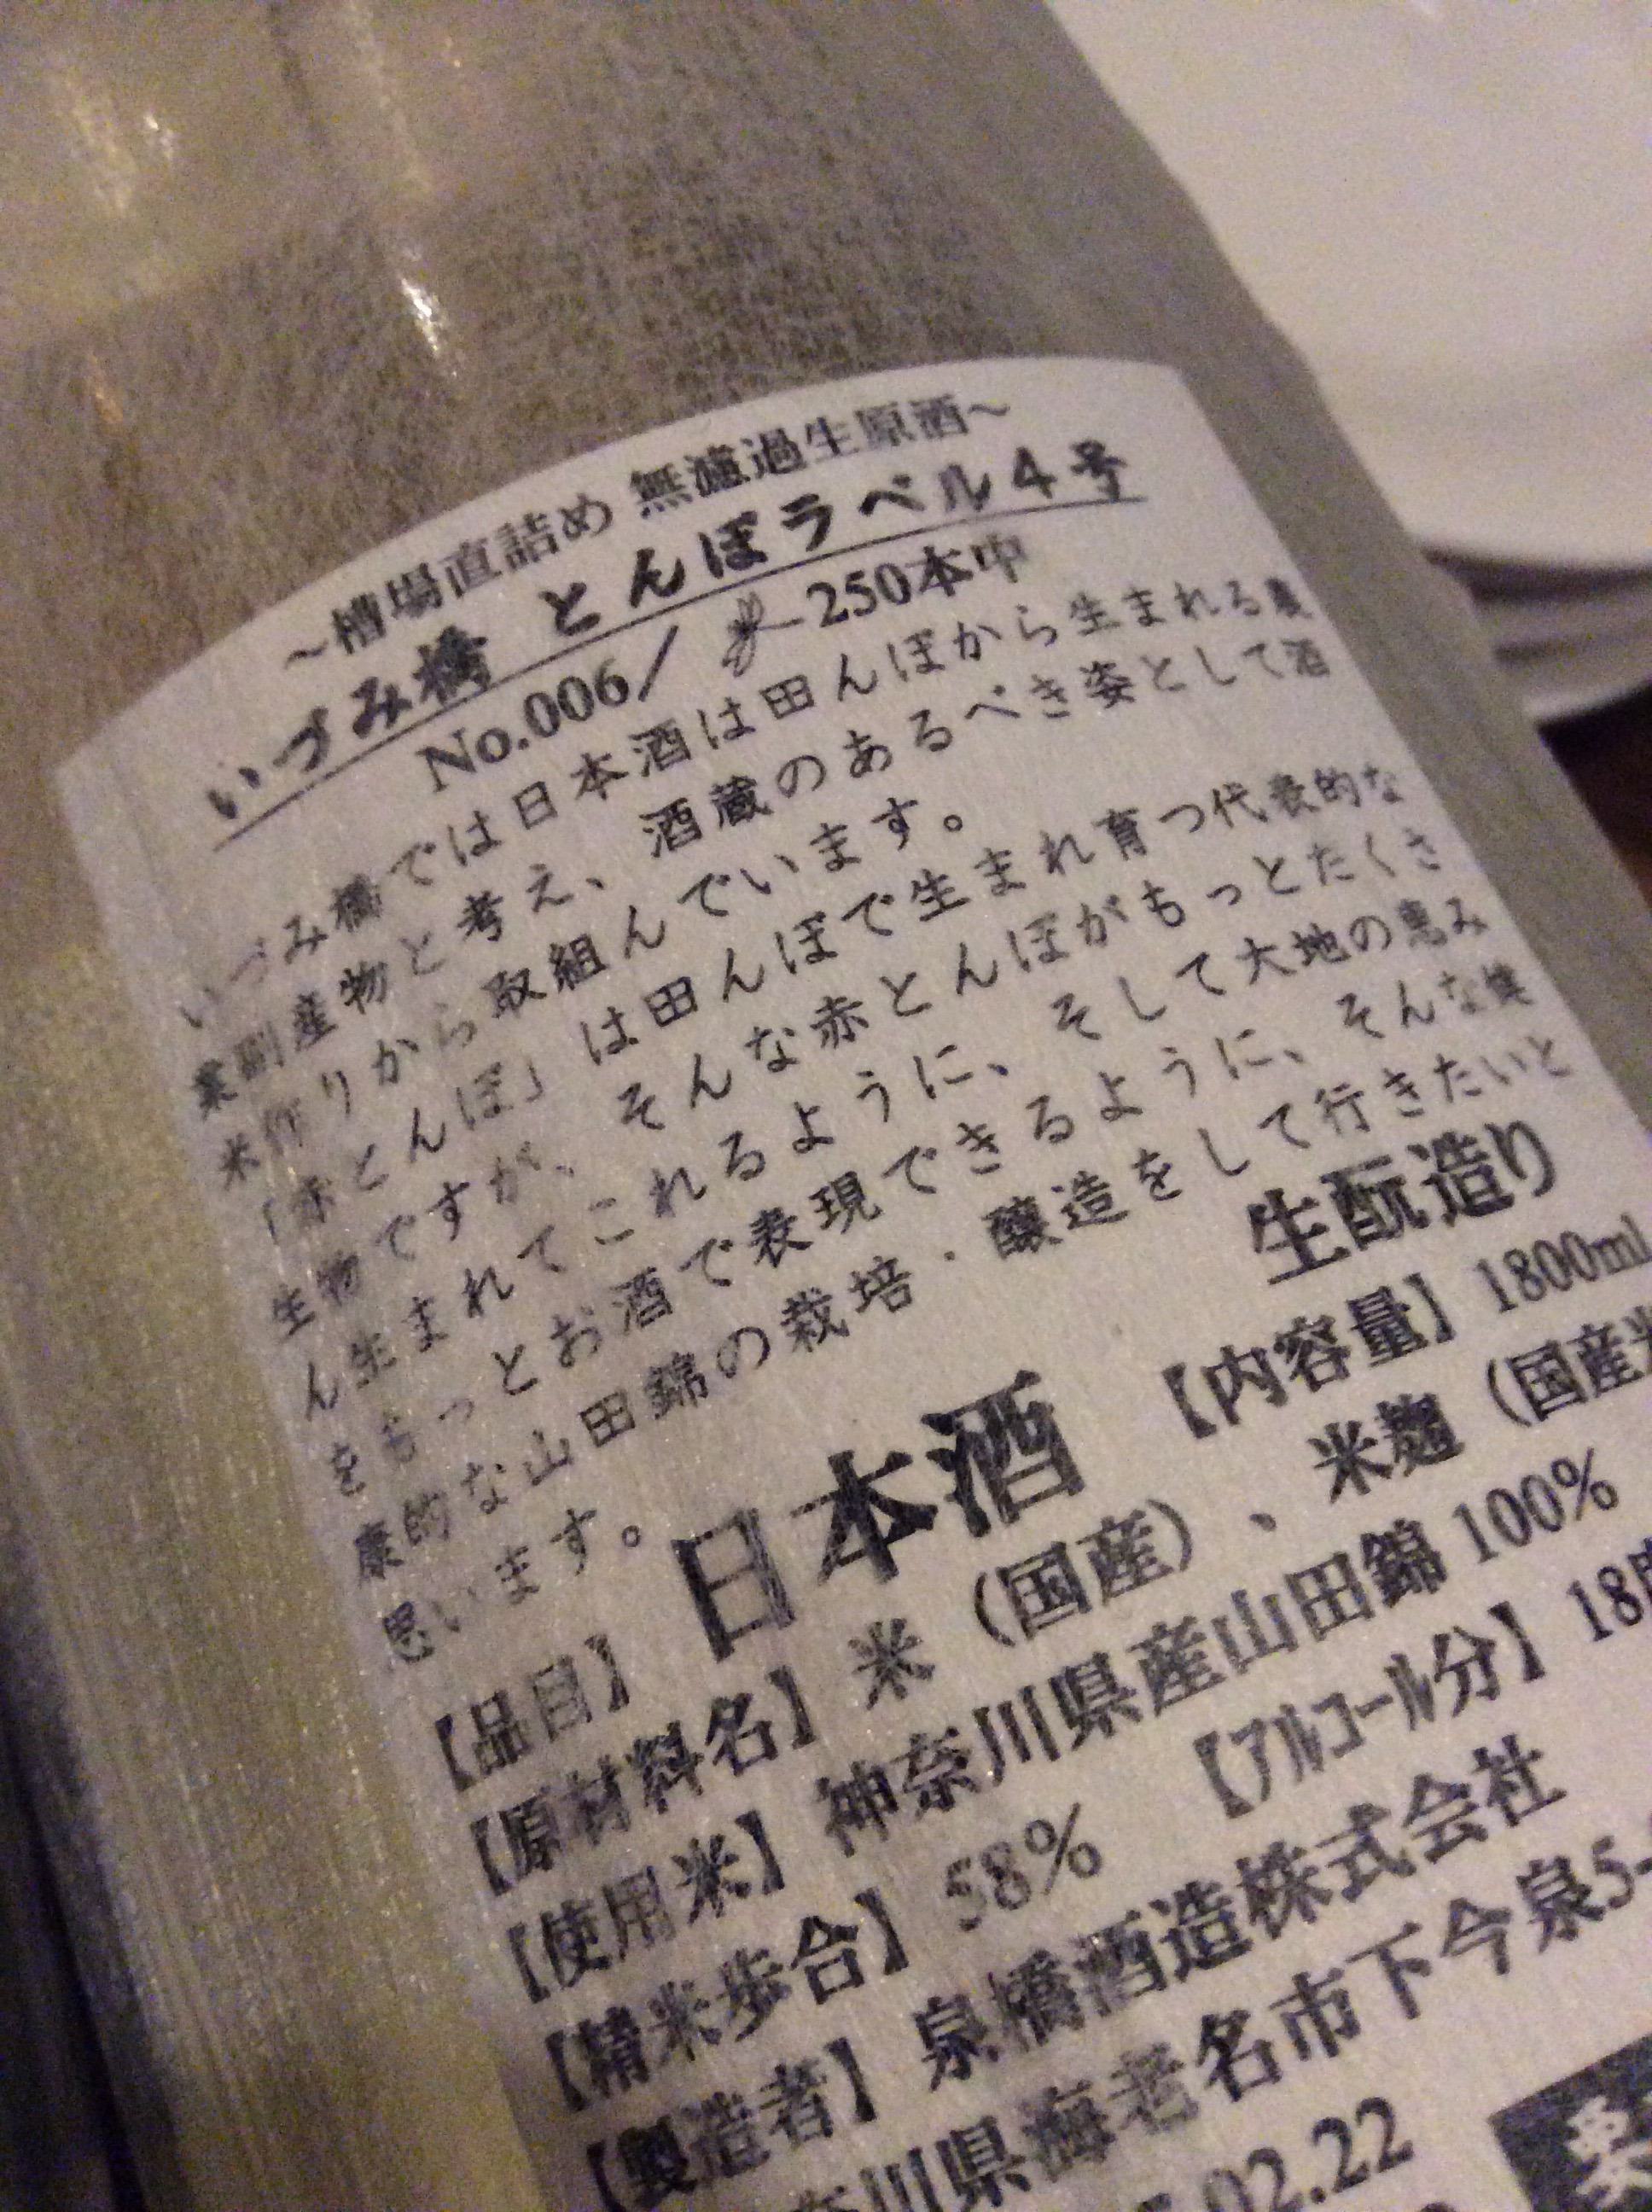 ～槽場直詰め 無濾過生原酒～
いづみ橋 とんぼラベル4号
No.006/ 250本中
いづみ橋では日本酒は田んぼから生まれる農
業副産物と考え、酒蔵のあるべき姿として酒
米作りから取組んでいます。
「赤とんぼ」は田んぼで生まれ育つ代表的な
生物ですが、そんな赤とんぼがもっとたくさ
ん生まれてこれるように、そして大地の恵み
をもっとお酒で表現できるように、そんな健
康的な山田錦の栽培・醸造をして行きたいと
思います。
生酛造り
【品目】 日本酒 【内容量】 1800ml
【原材料名】 米（国産）、米麹（国産米
【使用米】 神奈川県産山田錦 100%
【精米歩合】 58% 【アルコール分】 18度
【製造者】 泉橋酒造株式会社
奈川県海老名市下今泉5-
.02.22